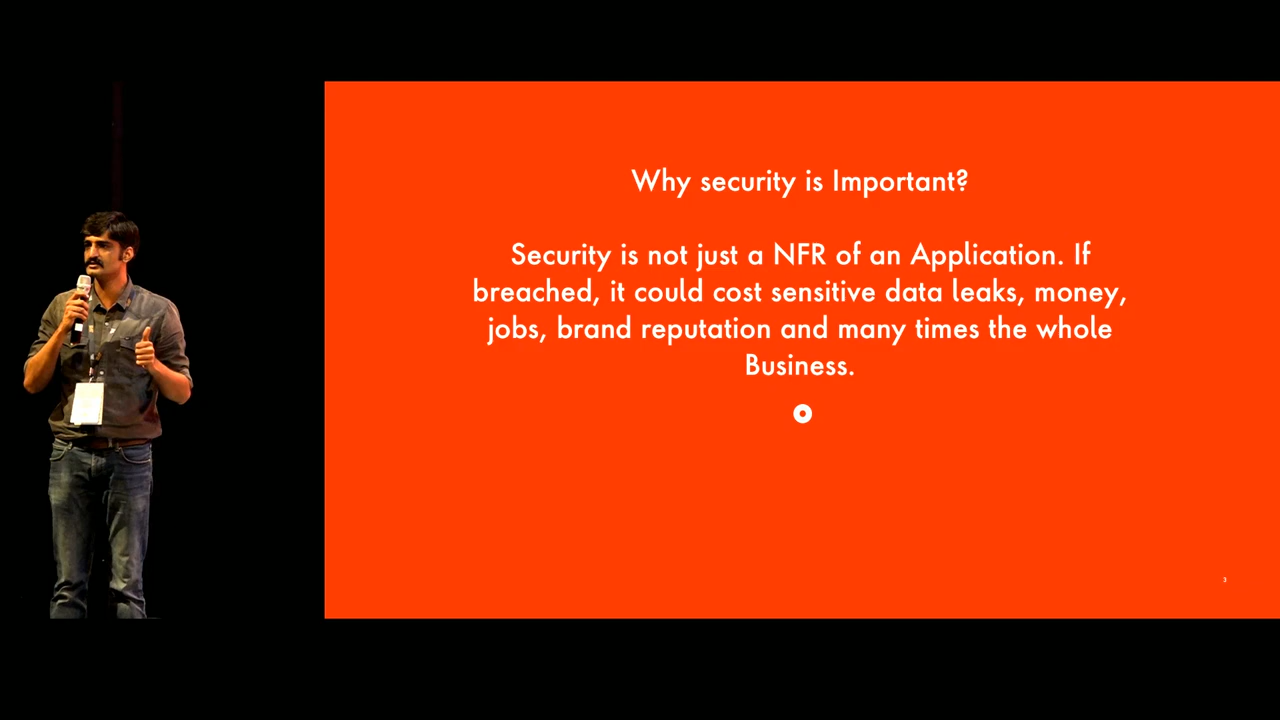 Why security is Important?
Security is not just a NFR of an Application. If
breached, it could cost sensitive data leaks, money,
jobs, brand reputation and many times the whole
Business.
3